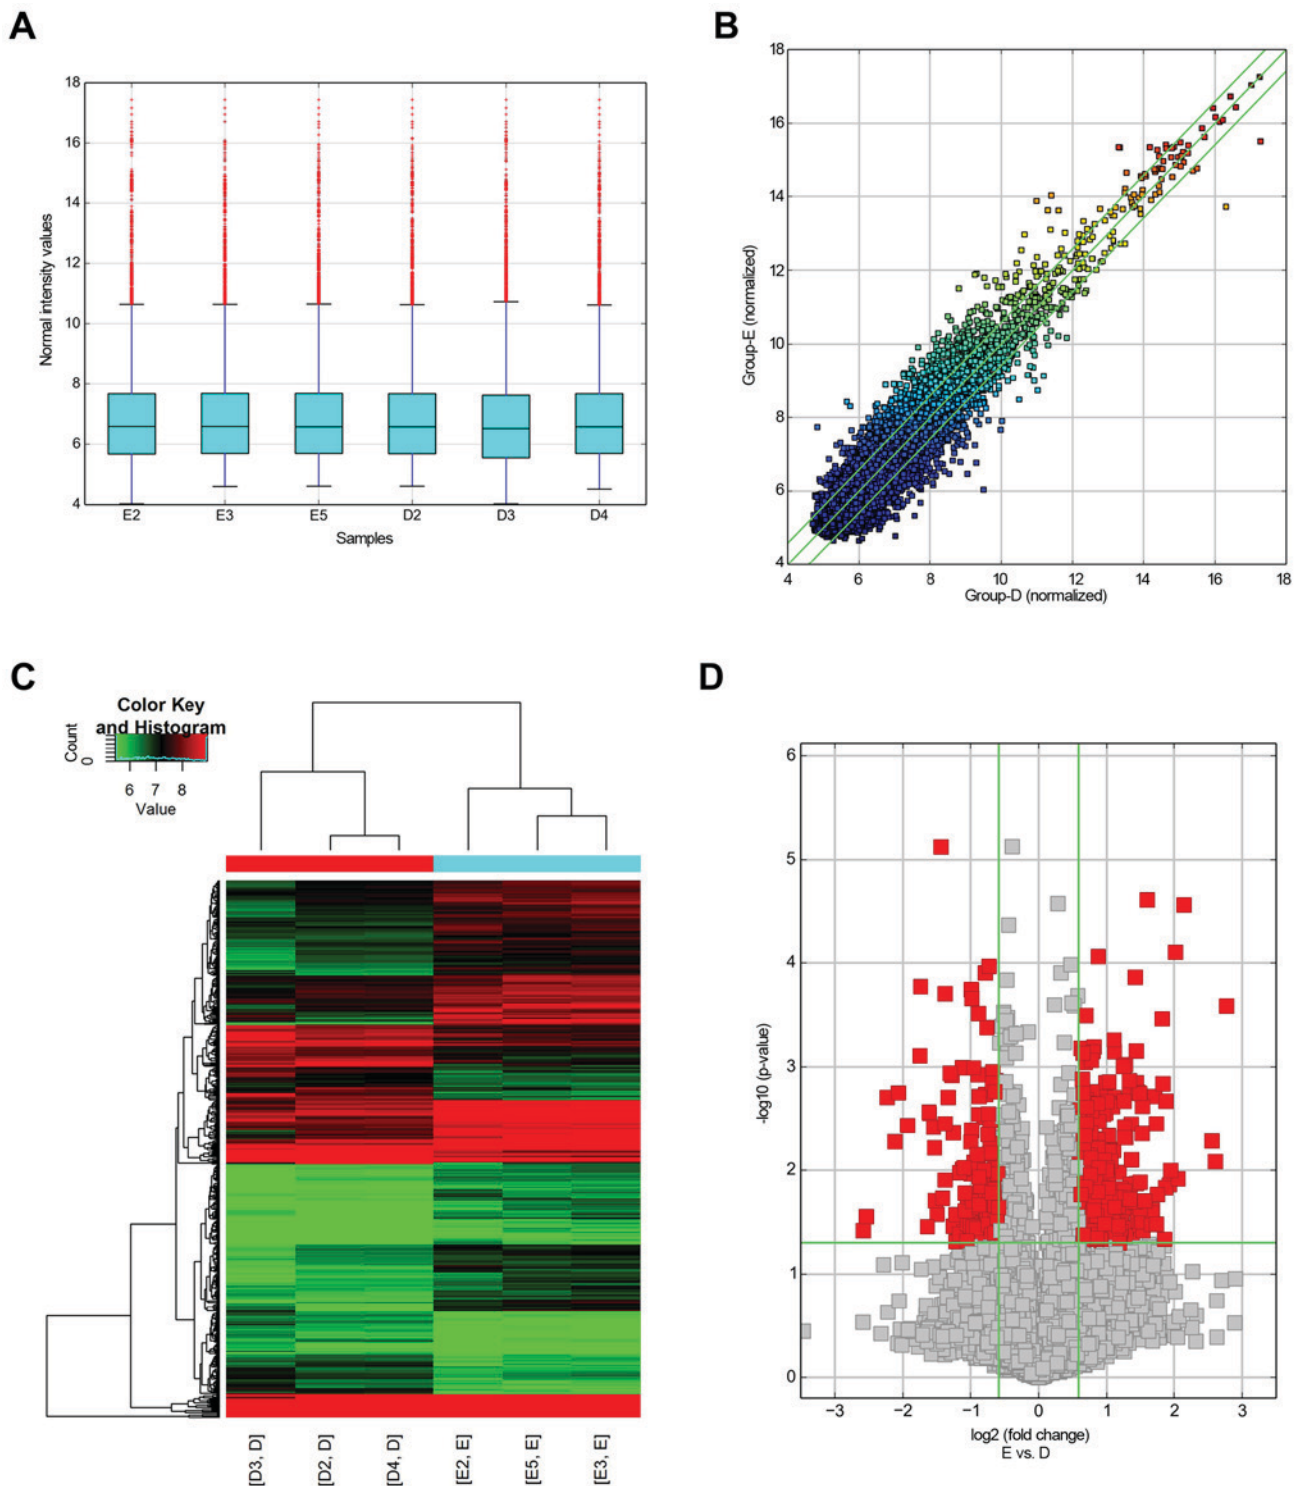 A
18
16
14
12
10
8
6
4
Normal intensity values
E2 E3 E5 D2 D3 D4
Samples
B
18
16
14
12
10
8
6
4
Group-E (normalized)
4 6 8 10 12 14 16 18
Group-D (normalized)
C
Color Key
and Histogram
Count
0
6 7 8
Value
[D3, D]
[D2, D]
[D4, D]
[E2, E]
[E5, E]
[E3, E]
D
6
5
4
3
2
1
0
-log10 (p-value)
−3 −2 −1 0 1 2 3
log2 (fold change)
E vs. D